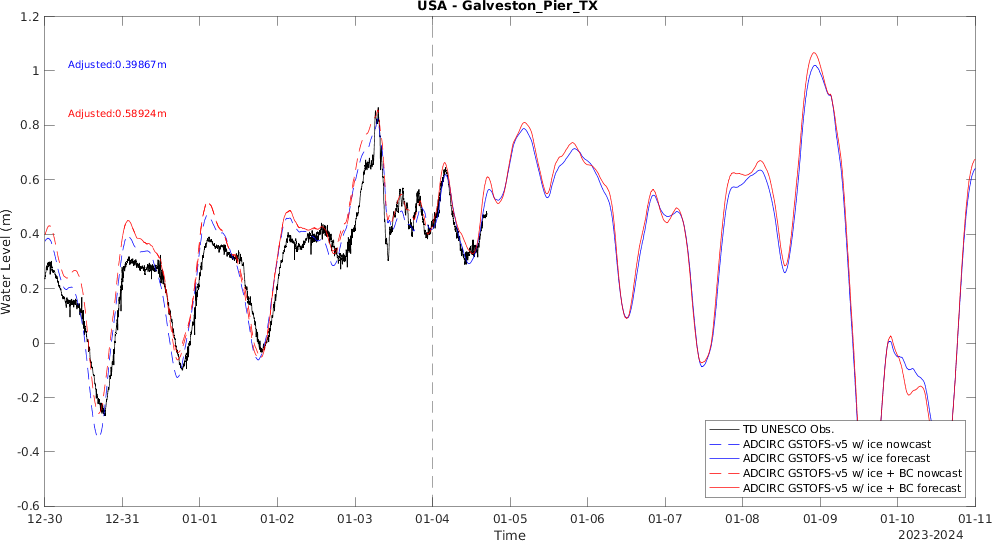 USA - Galveston_Pier_TX
1.2
1
0.8
0.6
0.4
0.2
0
-0.2
-0.4
-0.6
Water Level (m)
Adjusted:0.39867m
Adjusted:0.58924m
TD UNESCO Obs.
ADCIRC GSTOFS-v5 w/ ice nowcast
ADCIRC GSTOFS-v5 w/ ice forecast
ADCIRC GSTOFS-v5 w/ ice + BC nowcast
ADCIRC GSTOFS-v5 w/ ice + BC forecast
12-30 12-31 01-01 01-02 01-03 01-04 01-05 01-06 01-07 01-08 01-09 01-10 01-11
Time
2023-2024